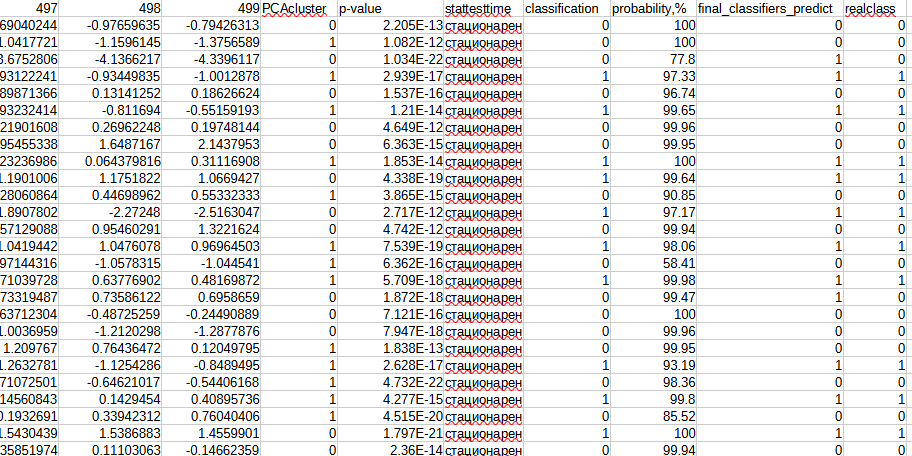 497 498 499 PCAcluster p-value stattesttime classification probability,% final_classifiers_predict realclass
69040244 -0.97659635 -0.79426313 0 2.205E-13 стационарен 0 100 0 0
.0417721 -1.1596145 -1.3756589 1 1.082E-12 стационарен 0 100 0 0
.6752806 -4.1366217 -4.3396117 0 1.034E-22 стационарен 0 77.8 0 0
93122241 -0.93449835 -1.0012878 1 2.939E-17 стационарен 1 97.33 1 1
89871366 0.13141252 0.18626624 0 1.537E-16 стационарен 0 96.74 0 0
93232414 -0.811694 -0.55159193 1 1.21E-14 стационарен 1 99.65 1 1
21901608 0.26962248 0.19748144 0 4.649E-12 стационарен 0 99.96 0 0
95455338 1.6487167 2.1437953 0 6.363E-15 стационарен 0 99.95 0 0
23236986 0.064379816 0.31116908 1 1.853E-14 стационарен 1 100 1 1
.1901006 1.1751822 1.0669427 0 4.338E-19 стационарен 1 99.64 1 1
28060864 0.44698962 0.55332333 1 3.865E-15 стационарен 0 90.85 0 0
.8907802 -2.27248 -2.5163047 0 2.717E-12 стационарен 1 97.17 1 1
57129088 0.95460291 1.3221624 0 4.742E-12 стационарен 0 99.94 0 0
.0419442 1.0476078 0.96964503 1 7.539E-19 стационарен 1 98.06 1 1
97144316 -1.0578315 -1.044541 1 6.362E-16 стационарен 0 58.41 0 0
71039728 0.63776902 0.48169872 1 5.709E-18 стационарен 1 99.98 1 1
73319487 0.73586122 0.6958659 0 1.872E-18 стационарен 0 99.47 1 0
63712304 -0.48725259 -0.24490889 0 7.121E-16 стационарен 0 100 0 0
.0036959 -1.2120298 -1.2877876 0 7.947E-18 стационарен 0 99.96 0 0
1.209767 0.76436472 0.12049795 1 1.838E-13 стационарен 0 99.95 0 0
.2632781 -1.1254286 -0.8489495 1 2.628E-17 стационарен 1 93.19 1 1
71072501 -0.64621017 -0.54406168 1 4.732E-22 стационарен 0 98.36 0 0
14560843 0.1429454 0.40895736 1 4.277E-15 стационарен 1 99.8 1 1
.1932691 0.33942312 0.76040406 1 4.515E-20 стационарен 0 85.52 0 0
.5430439 1.5386883 1.4559901 0 1.797E-21 стационарен 1 100 1 1
35851974 0.11103063 -0.14662359 0 2.36E-14 стационарен 0 99.94 0 0